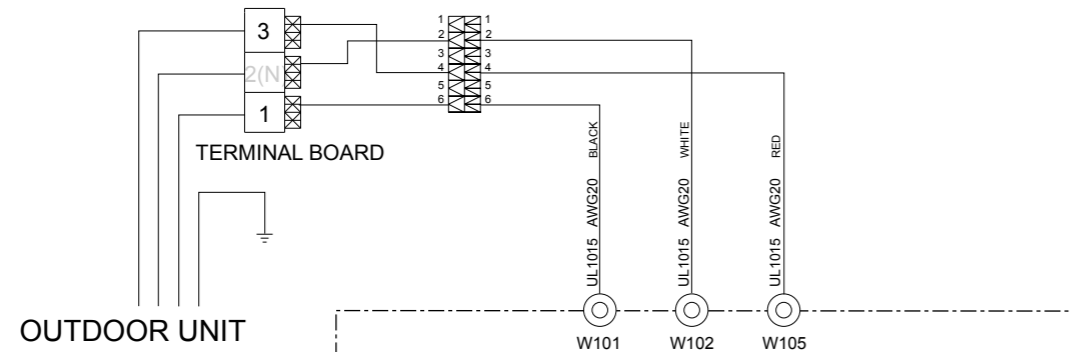 3
2(N
1
TERMINAL BOARD
1 1
2 2
3 3
4 4
5 5
6 6
UL1015 AWG20 BLACK
UL1015 AWG20 WHITE
UL1015 AWG20 RED
OUTDOOR UNIT
W101
W102
W105